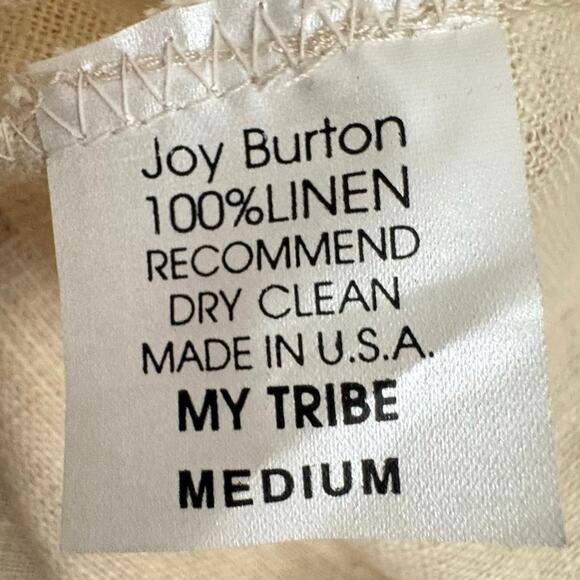 Joy Burton
100%LINEN
RECOMMEND
DRY CLEAN
MADE IN U.S.A.
MY TRIBE
MEDIUM